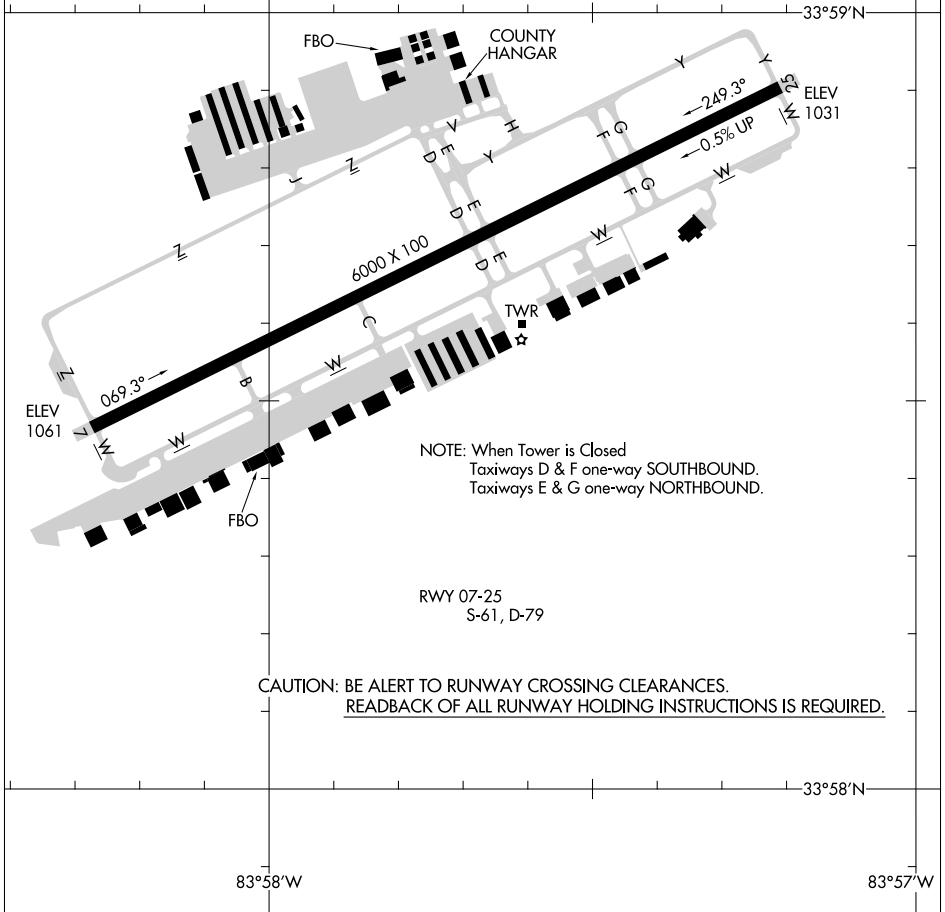 33°59'N
FBO
COUNTY
HANGAR
Y
Y
25
ELEV
1031
249.3°
0.5% UP
W
V
H
G
F
E
D
Y
J
Z
Z
G
F
W
E
D
W
6000 X 100
E
D
C
TWR
W
Z
069.3°
B
ELEV
1061
7
W
W
FBO
NOTE: When Tower is Closed
Taxiways D & F one-way SOUTHBOUND.
Taxiways E & G one-way NORTHBOUND.
RWY 07-25
S-61, D-79
CAUTION: BE ALERT TO RUNWAY CROSSING CLEARANCES.
READBACK OF ALL RUNWAY HOLDING INSTRUCTIONS IS REQUIRED.
33°58'N
83°58'W
83°57'W